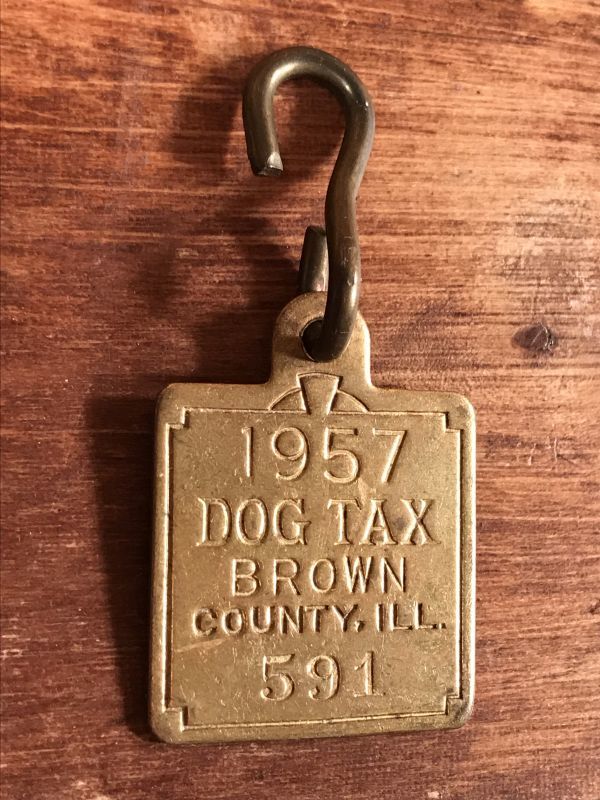 1957
DOG TAX
BROWN
COUNTY, ILL.
591